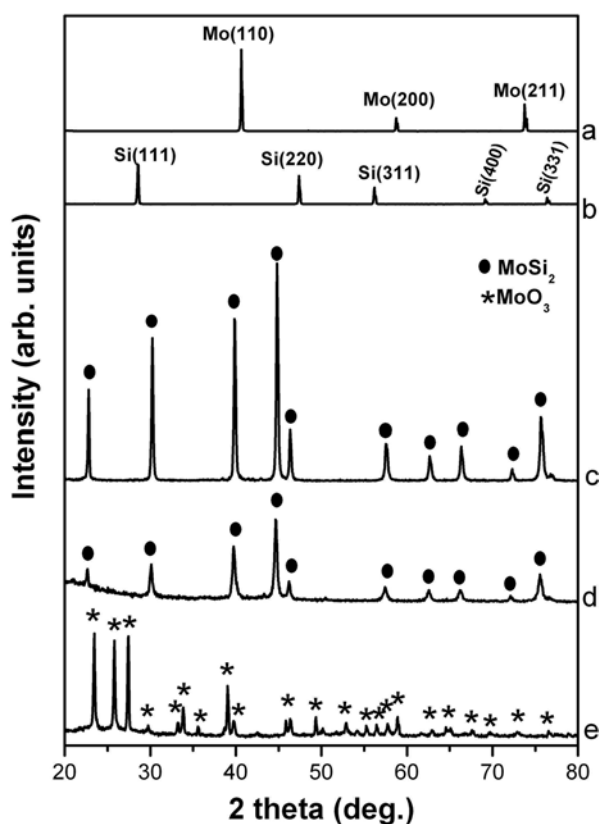 Mo(110)
Mo(200)
Mo(211)
a
Si(111)
Si(220)
Si(311)
Si(400)
Si(331)
b
MoSi₂
*MoO₃
c
d
e
* * * * * * * * * * * * * * * * * * * * * *
Intensity (arb. units)
20 30 40 50 60 70 80
2 theta (deg.)